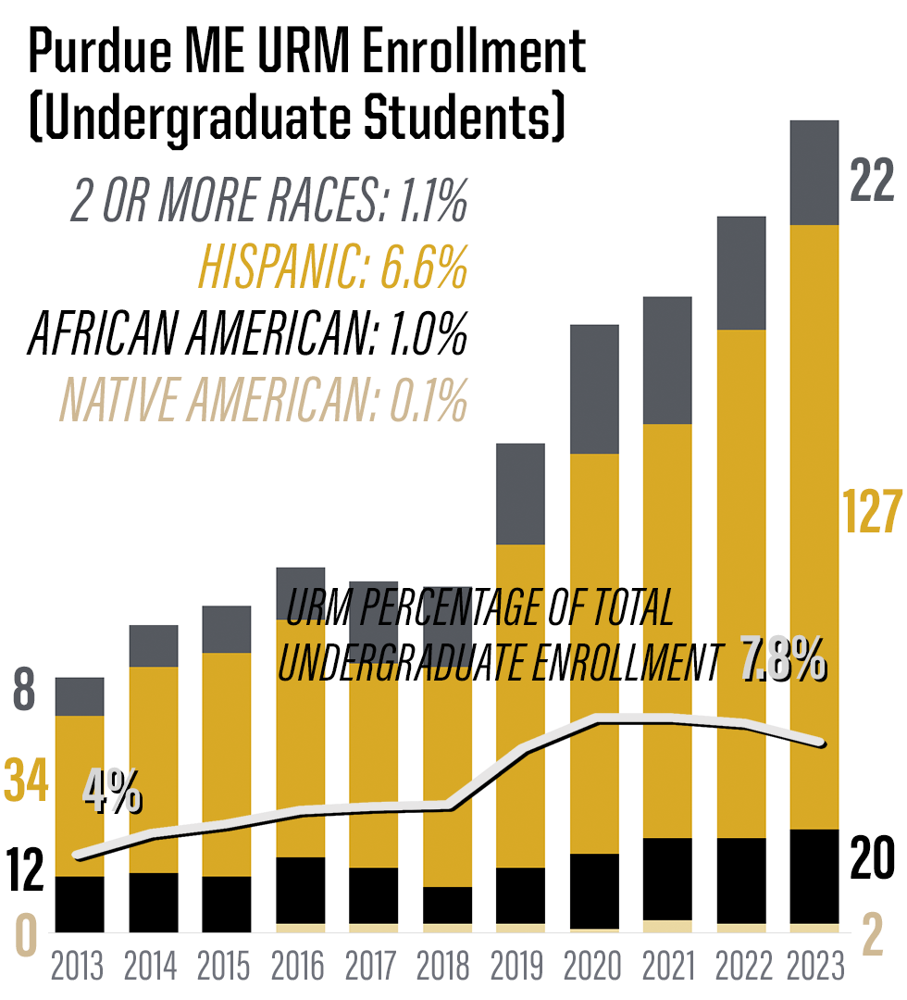 Purdue ME URM Enrollment
(Undergraduate Students)
2 OR MORE RACES: 1.1%
HISPANIC: 6.6%
AFRICAN AMERICAN: 1.0%
NATIVE AMERICAN: 0.1%
22
127
URM PERCENTAGE OF TOTAL
UNDERGRADUATE ENROLLMENT 7.8%
8
34
4%
12
20
0
2
2013 2014 2015 2016 2017 2018 2019 2020 2021 2022 2023